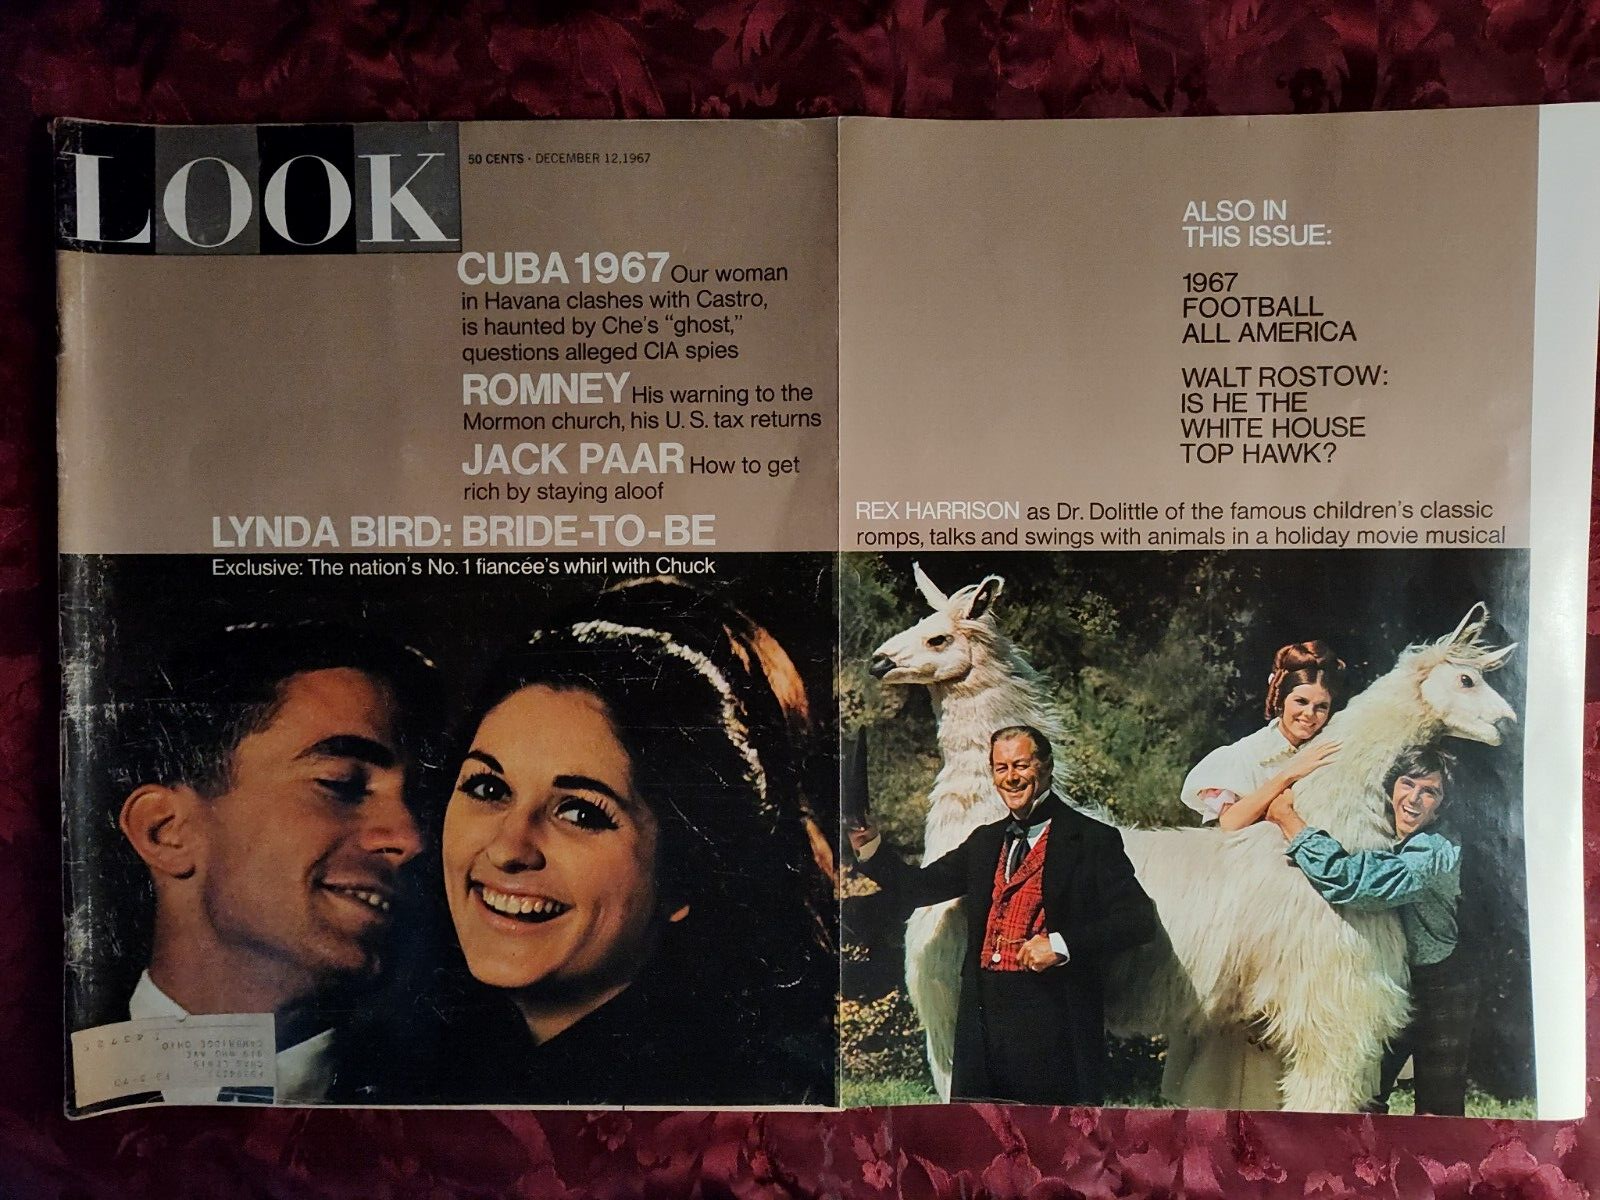 LOOK
50 CENTS · DECEMBER 12, 1967
CUBA 1967 Our woman
in Havana clashes with Castro,
is haunted by Che's “ghost,”
questions alleged CIA spies
ROMNEY His warning to the
Mormon church, his U. S. tax returns
JACK PAAR How to get
rich by staying aloof
LYNDA BIRD: BRIDE-TO-BE
Exclusive: The nation's No. 1 fiancée's whirl with Chuck
ALSO IN
THIS ISSUE:
1967
FOOTBALL
ALL AMERICA
WALT ROSTOW:
IS HE THE
WHITE HOUSE
TOP HAWK?
REX HARRISON as Dr. Dolittle of the famous children's classic
romps, talks and swings with animals in a holiday movie musical
CHAS LEWIS
CAMBRIDGE OHIO